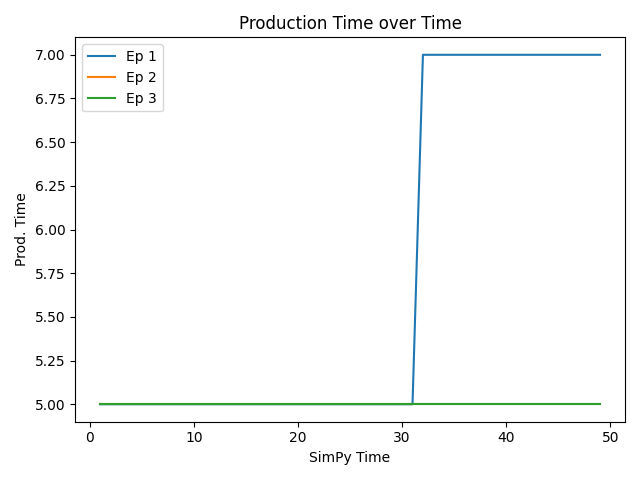 Production Time over Time
Ep 1
Ep 2
Ep 3
7.00
6.75
6.50
6.25
6.00
5.75
5.50
5.25
5.00
Prod. Time
0 10 20 30 40 50
SimPy Time